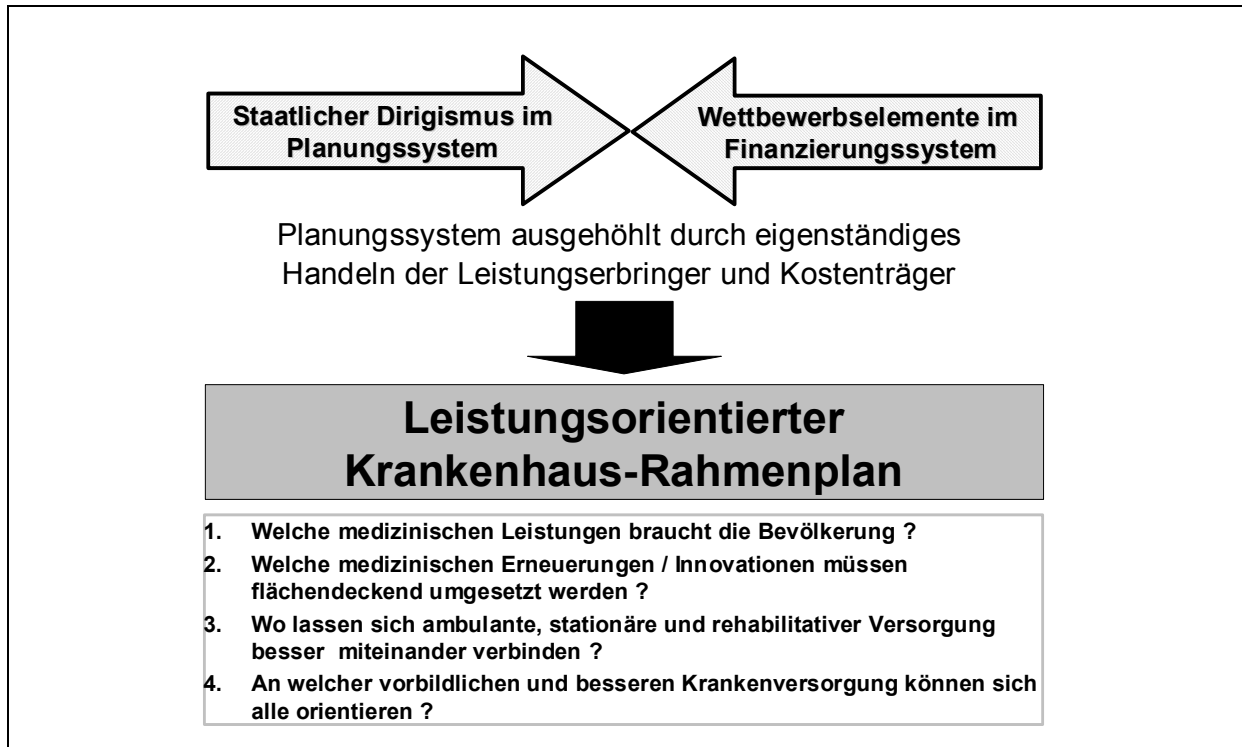 Staatlicher Dirigismus im
Planungssystem
Wettbewerbselemente im
Finanzierungssystem
Planungssystem ausgehöhlt durch eigenständiges
Handeln der Leistungserbringer und Kostenträger
Leistungsorientierter
Krankenhaus-Rahmenplan
1. Welche medizinischen Leistungen braucht die Bevölkerung ?
2. Welche medizinischen Erneuerungen / Innovationen müssen
flächendeckend umgesetzt werden ?
3. Wo lassen sich ambulante, stationäre und rehabilitativer Versorgung
besser miteinander verbinden ?
4. An welcher vorbildlichen und besseren Krankenversorgung können sich
alle orientieren ?